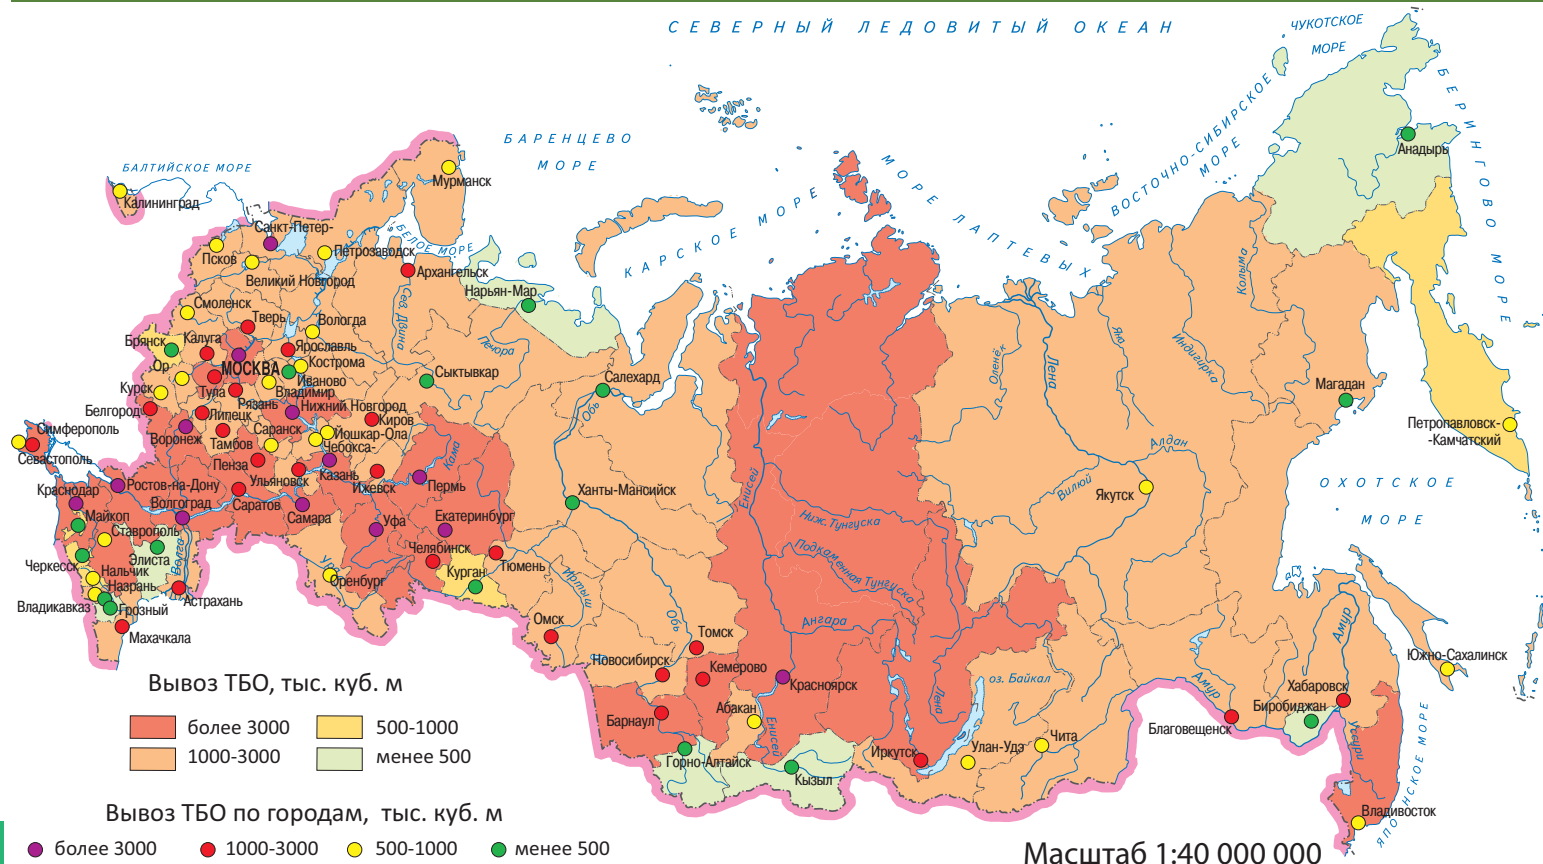 СЕВЕРНЫЙ ЛЕДОВИТЫЙ ОКЕАН
ЧУКОТСКОЕ
МОРЕ
БЕРИНГОВО МОРЕ
ВОСТОЧНО-СИБИРСКОЕ
МОРЕ
БАРЕНЦЕВО
МОРЕ
МОРЕ ЛАПТЕВЫХ
КАРСКОЕ МОРЕ
БАЛТИЙСКОЕ МОРЕ
БЕЛОЕ МОРЕ
ОХОТСКОЕ
МОРЕ
ЯПОНСКОЕ МОРЕ
Анадырь
Мурманск
Калининград
Санкт-Петер-
Псков
Петрозаводск
Великий Новгород
Архангельск
Нарьян-Мар
Смоленск
Тверь
Вологда
Брянск
Калуга
Ярославль
МОСКВА
Кострома
Ор
Иваново
Курск
Тула
Владимир
Рязань
Сыктывкар
Салехард
Белгород
Липецк
Нижний Новгород
Киров
Симферополь
Севастополь
Воронеж
Тамбов
Саранск
Йошкар-Ола
Чебокса-
Пенза
Казань
Ульяновск
Ижевск
Пермь
Ростов-на-Дону
Краснодар
Волгоград
Саратов
Самара
Майкоп
Ставрополь
Уфа
Екатеринбург
Ханты-Мансийск
Элиста
Черкесск
Нальчик
Назрань
Челябинск
Тюмень
Курган
Оренбург
Владикавказ
Грозный
Астрахань
Махачкала
Омск
Томск
Новосибирск
Кемерово
Красноярск
Барнаул
Абакан
Горно-Алтайск
Кызыл
Иркутск
Улан-Удэ
Чита
Якутск
Магадан
Петропавловск-
-Камчатский
Южно-Сахалинск
Хабаровск
Биробиджан
Благовещенск
Владивосток
Сев. Двина
Печора
Кама
Волга
Обь
Иртыш
Обь
Енисей
Енисей
Ниж. Тунгуска
Подкаменная Тунгуска
Ангара
Лена
Лена
оз. Байкал
Оленёк
Яна
Индигирка
Колыма
Алдан
Вилюй
Амур
Амур
Уссури
Вывоз ТБО, тыс. куб. м
более 3000
500-1000
1000-3000
менее 500
Вывоз ТБО по городам, тыс. куб. м
более 3000
1000-3000
500-1000
менее 500
Масштаб 1:40 000 000